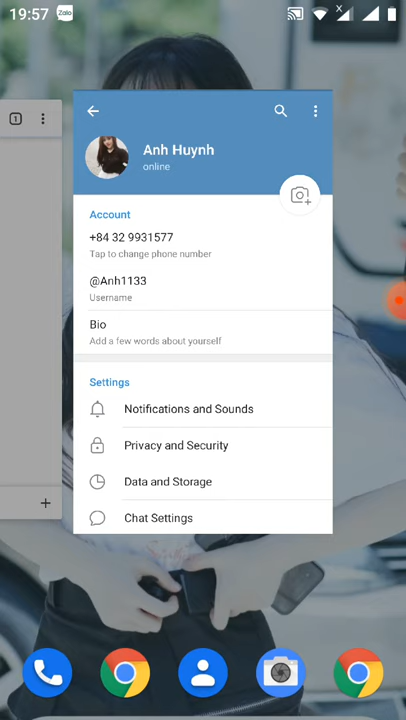 19:57
Zalo
x
1
Anh Huynh
online
Account
+84 32 9931577
Tap to change phone number
@Anh1133
Username
Bio
Add a few words about yourself
Settings
Notifications and Sounds
Privacy and Security
Data and Storage
Chat Settings